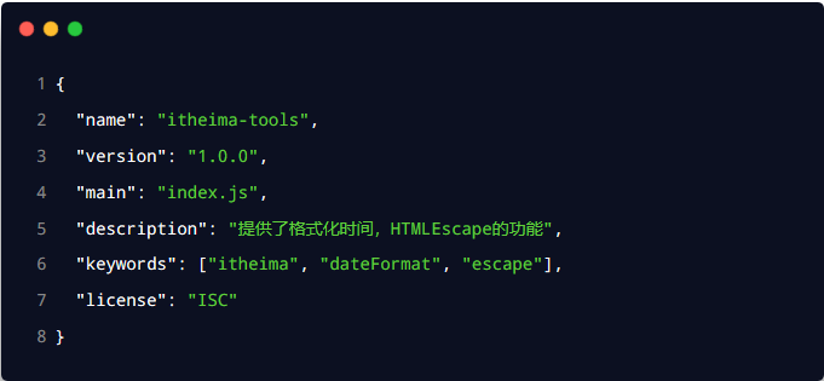 1 {
2   "name": "itheima-tools",
3   "version": "1.0.0",
4   "main": "index.js",
5   "description": "提供了格式化时间，HTMLEscape的功能",
6   "keywords": ["itheima", "dateFormat", "escape"],
7   "license": "ISC"
8 }